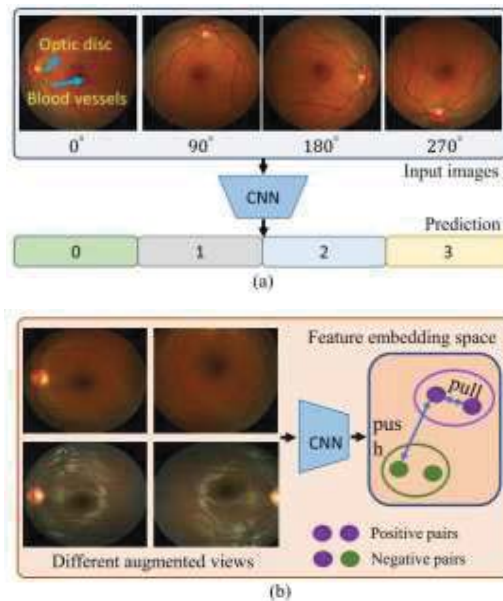 Optic disc
Blood vessels
0° 90° 180° 270°
Input images
CNN
Prediction
0 1 2 3
(a)
Feature embedding space
pull
pus
h
CNN
Positive pairs
Negative pairs
Different augmented views
(b)